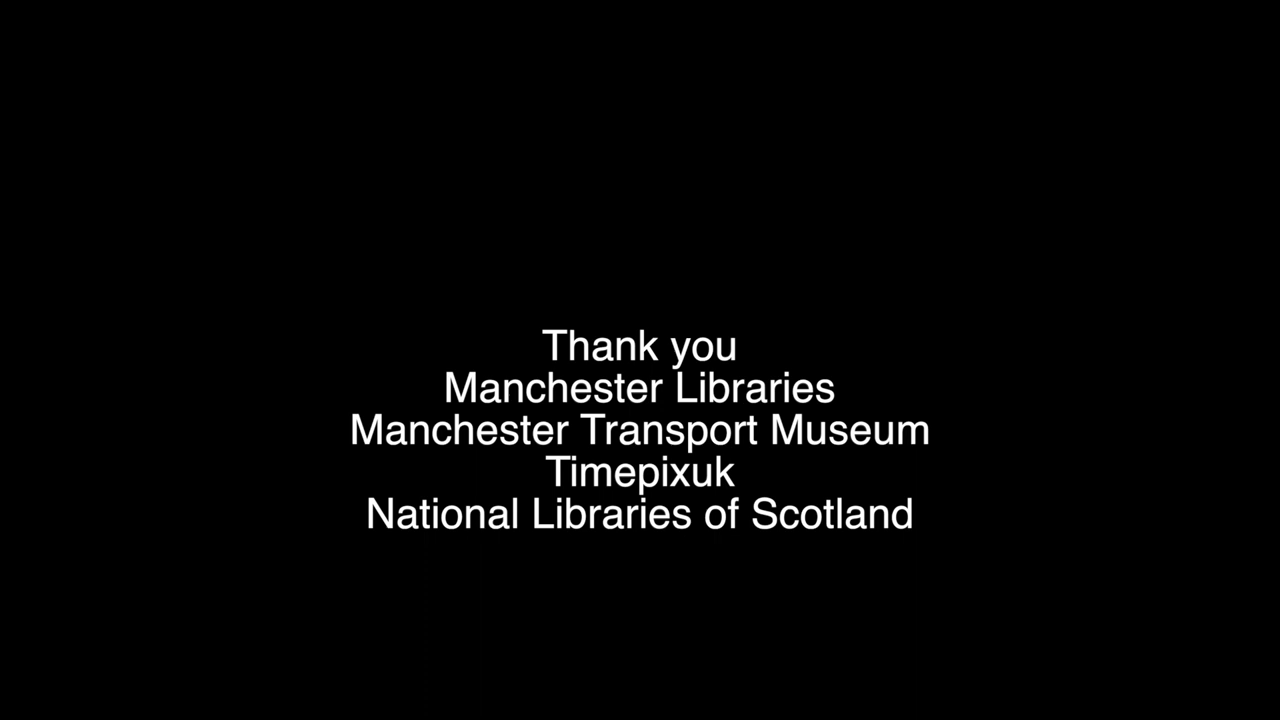 Thank you
Manchester Libraries
Manchester Transport Museum
Timepixuk
National Libraries of Scotland